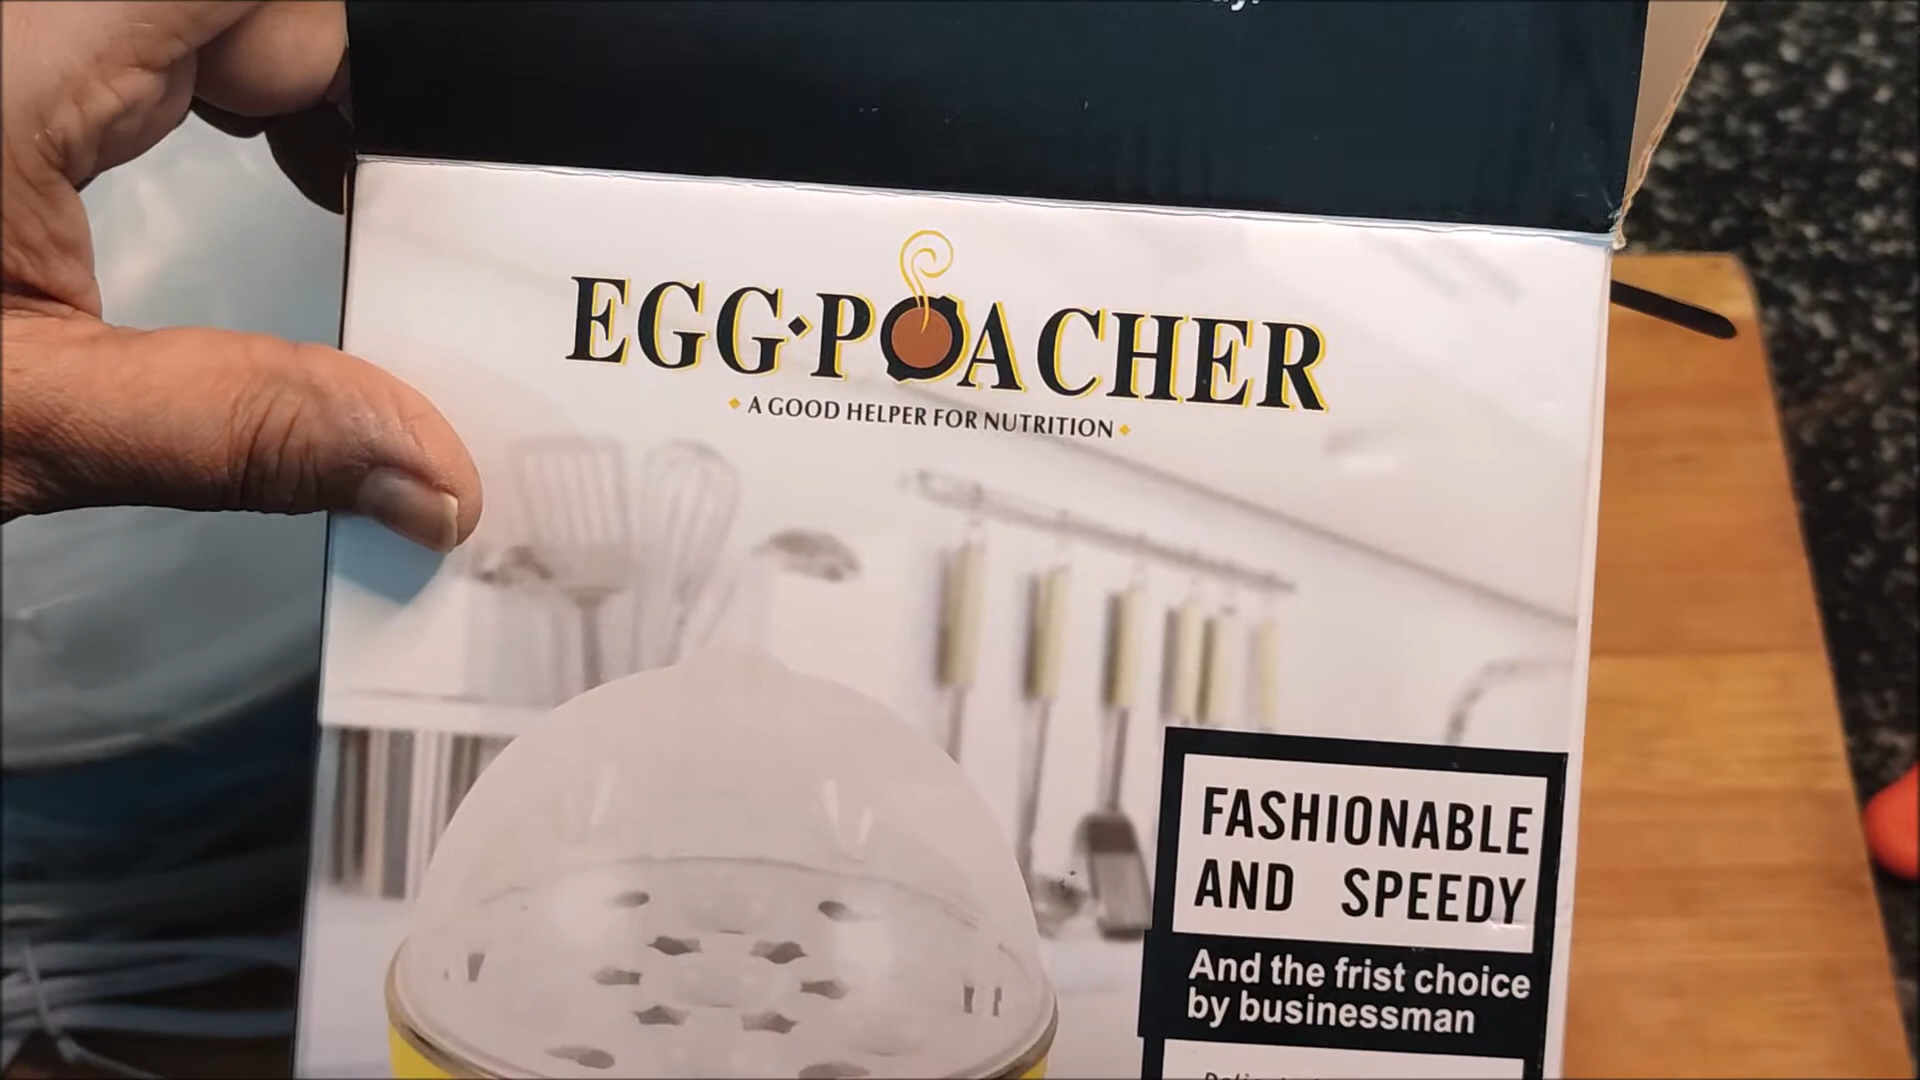 EGG·POACHER
A GOOD HELPER FOR NUTRITION
FASHIONABLE
AND SPEEDY
And the frist choice
by businessman